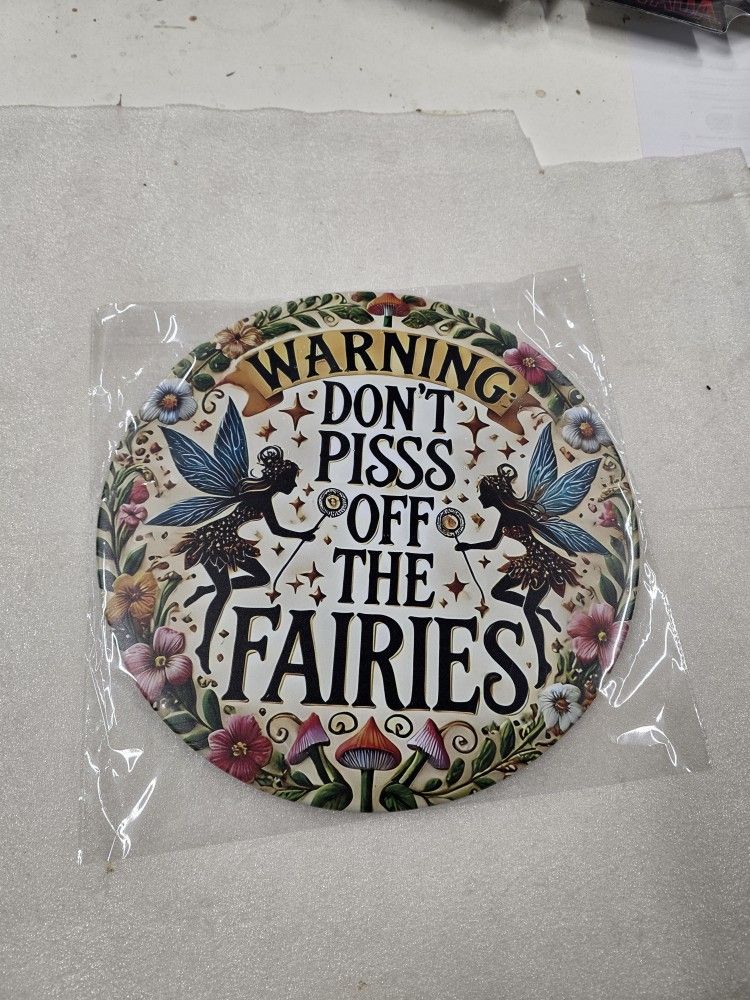 WARNING:
DON'T
PISSS
OFF
THE
FAIRIES